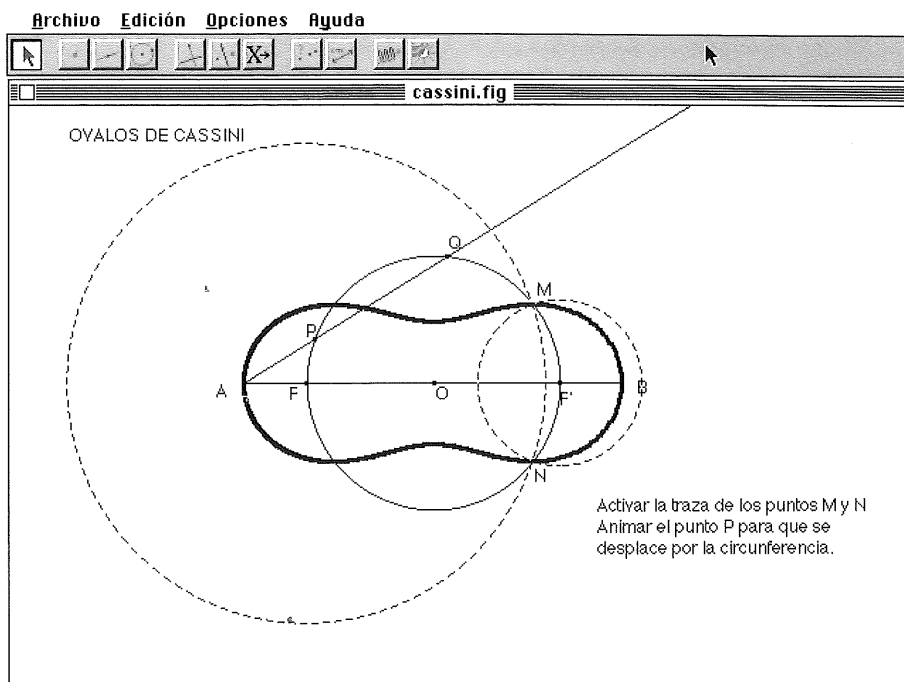 Archivo Edición Opciones Ayuda
X
cassini.fig
OVALOS DE CASSINI
Q
M
P
A F O F' B
N
Activar la traza de los puntos M y N
Animar el punto P para que se
desplace por la circunferencia.